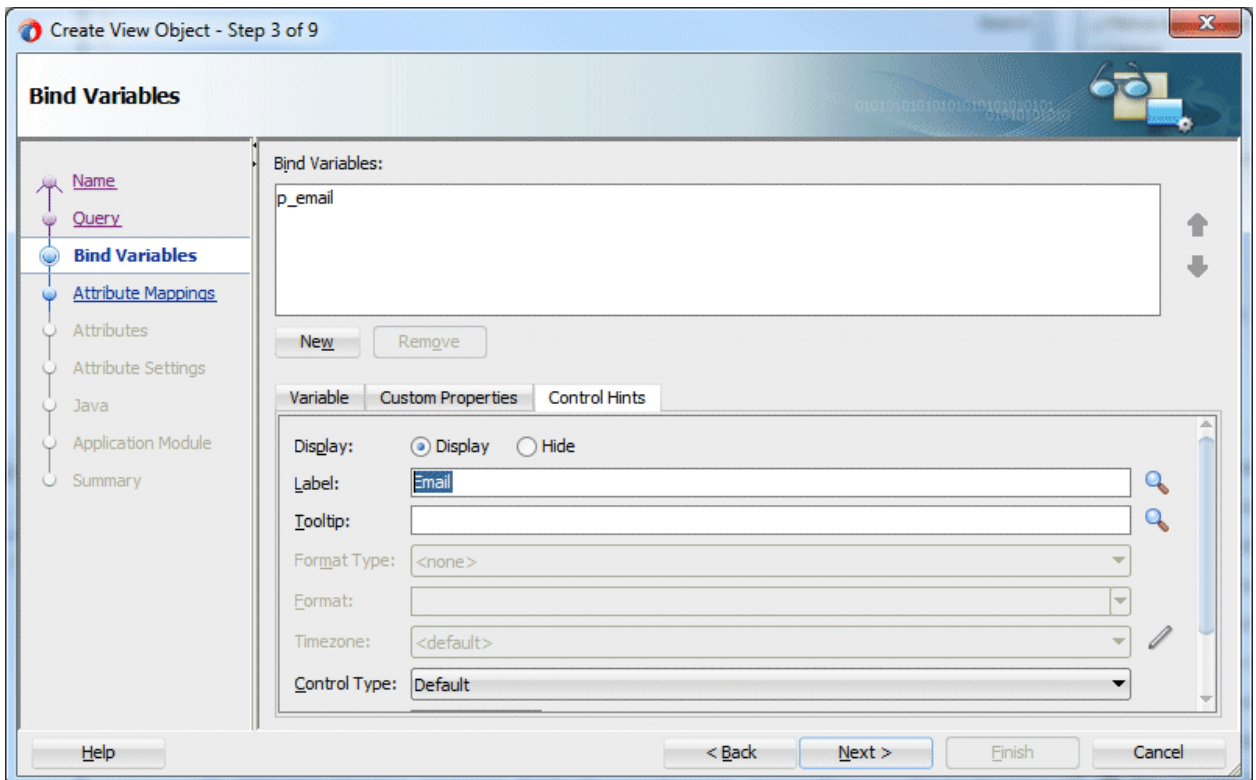 Create View Object - Step 3 of 9
X
Bind Variables
Name
Query
Bind Variables
Attribute Mappings
Attributes
Attribute Settings
Java
Application Module
Summary
Bind Variables:
p_email
New Remove
Variable Custom Properties Control Hints
Display: Display Hide
Label: Email
Tooltip:
Format Type: <none>
Format:
Timezone: <default>
Control Type: Default
Help < Back Next > Finish Cancel